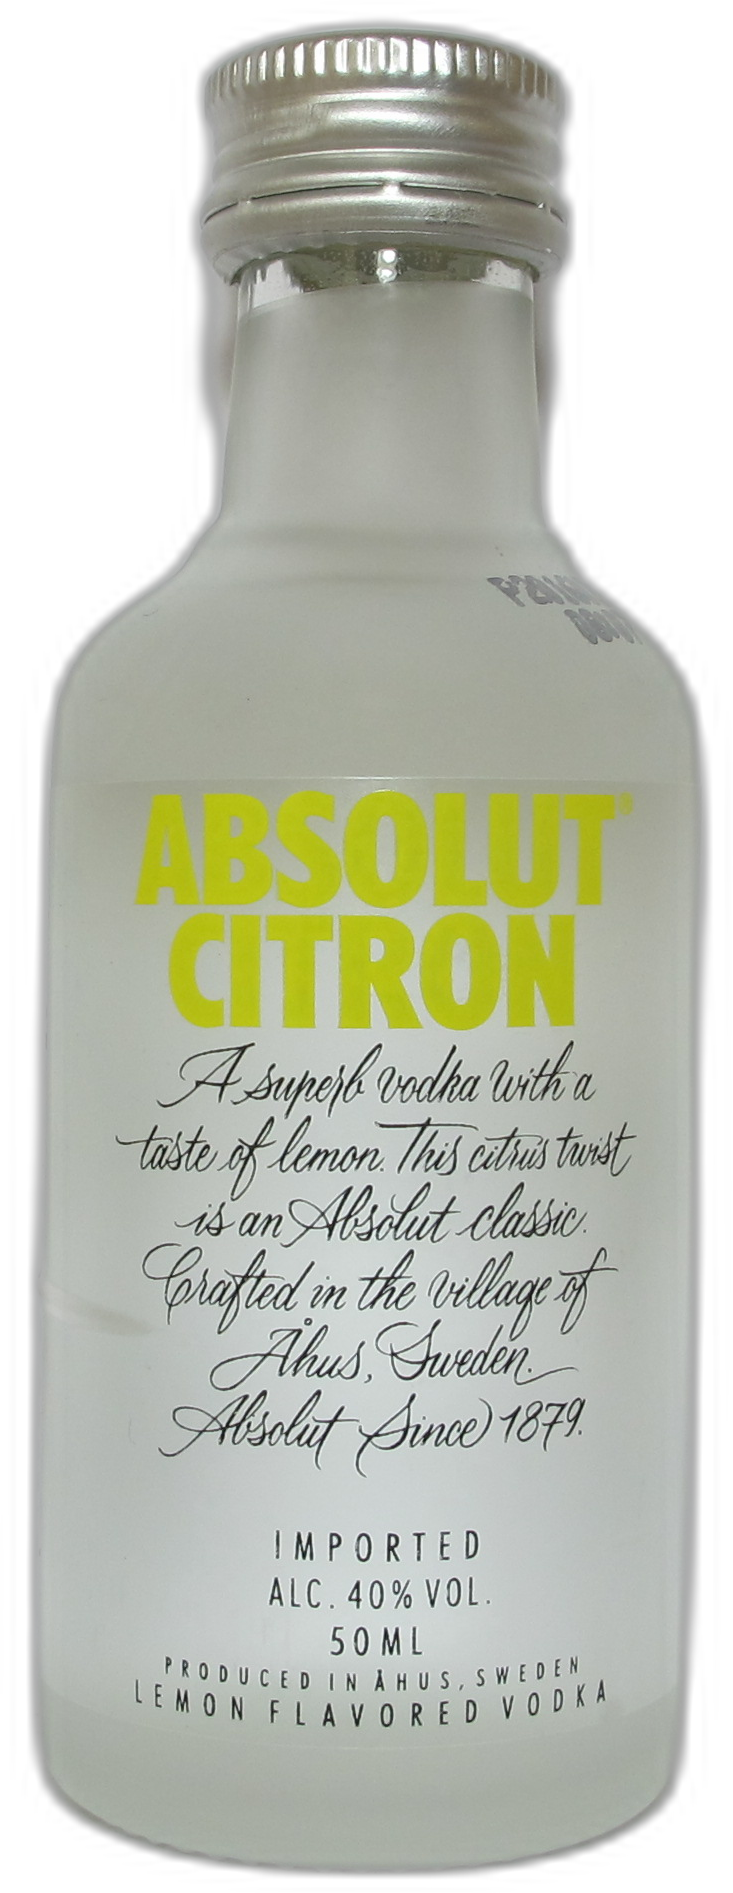 ABSOLUT®
CITRON
A superb vodka with a
taste of lemon. This citrus twist
is an Absolut classic.
Crafted in the village of
Åhus, Sweden.
Absolut Since 1879.
IMPORTED
ALC. 40% VOL.
50ML
PRODUCED IN ÅHUS, SWEDEN
LEMON FLAVORED VODKA